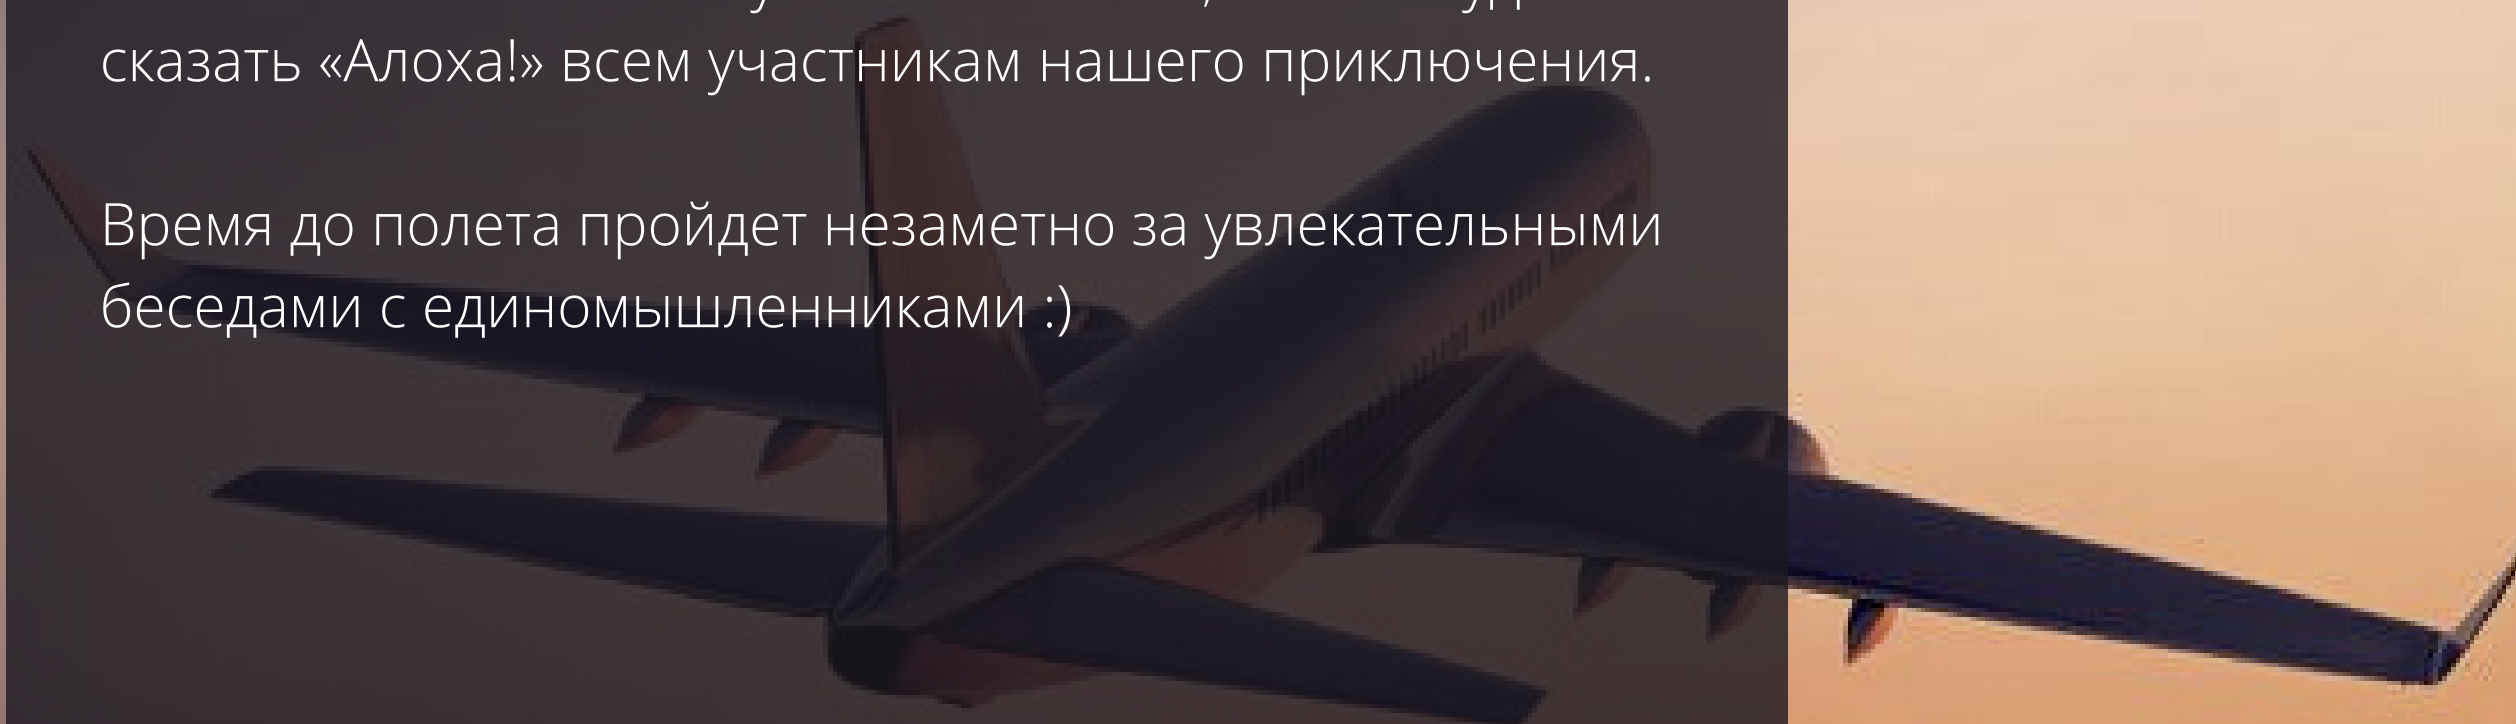 сказать «Алоха!» всем участникам нашего приключения.
Время до полета пройдет незаметно за увлекательными
беседами с единомышленниками :)